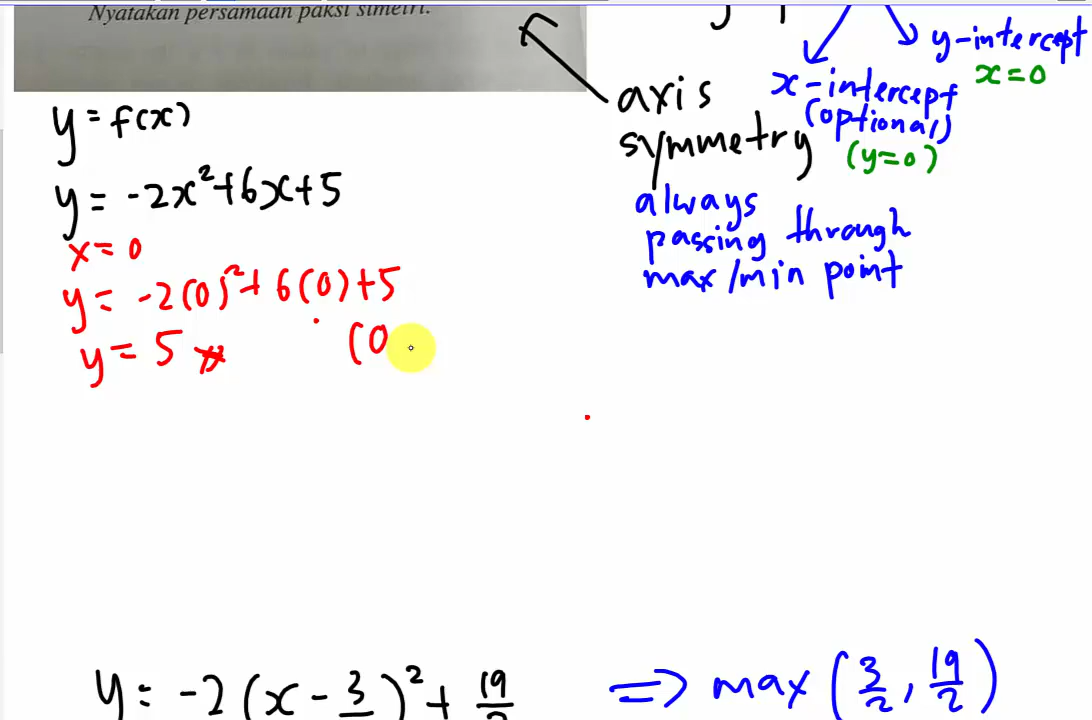 Nyatakan persamaan paksi simetri.
y = f(x)
y = -2x²+6x+5
x = 0
y = -2(0)²+6(0)+5
y = 5
(0
axis
symmetry
always
passing through
max/min point
x-intercept
(optional)
(y=0)
y-intercept
x=0
y = -2(x - 3/2)² + 19/2
⇒ max (3/2, 19/2)